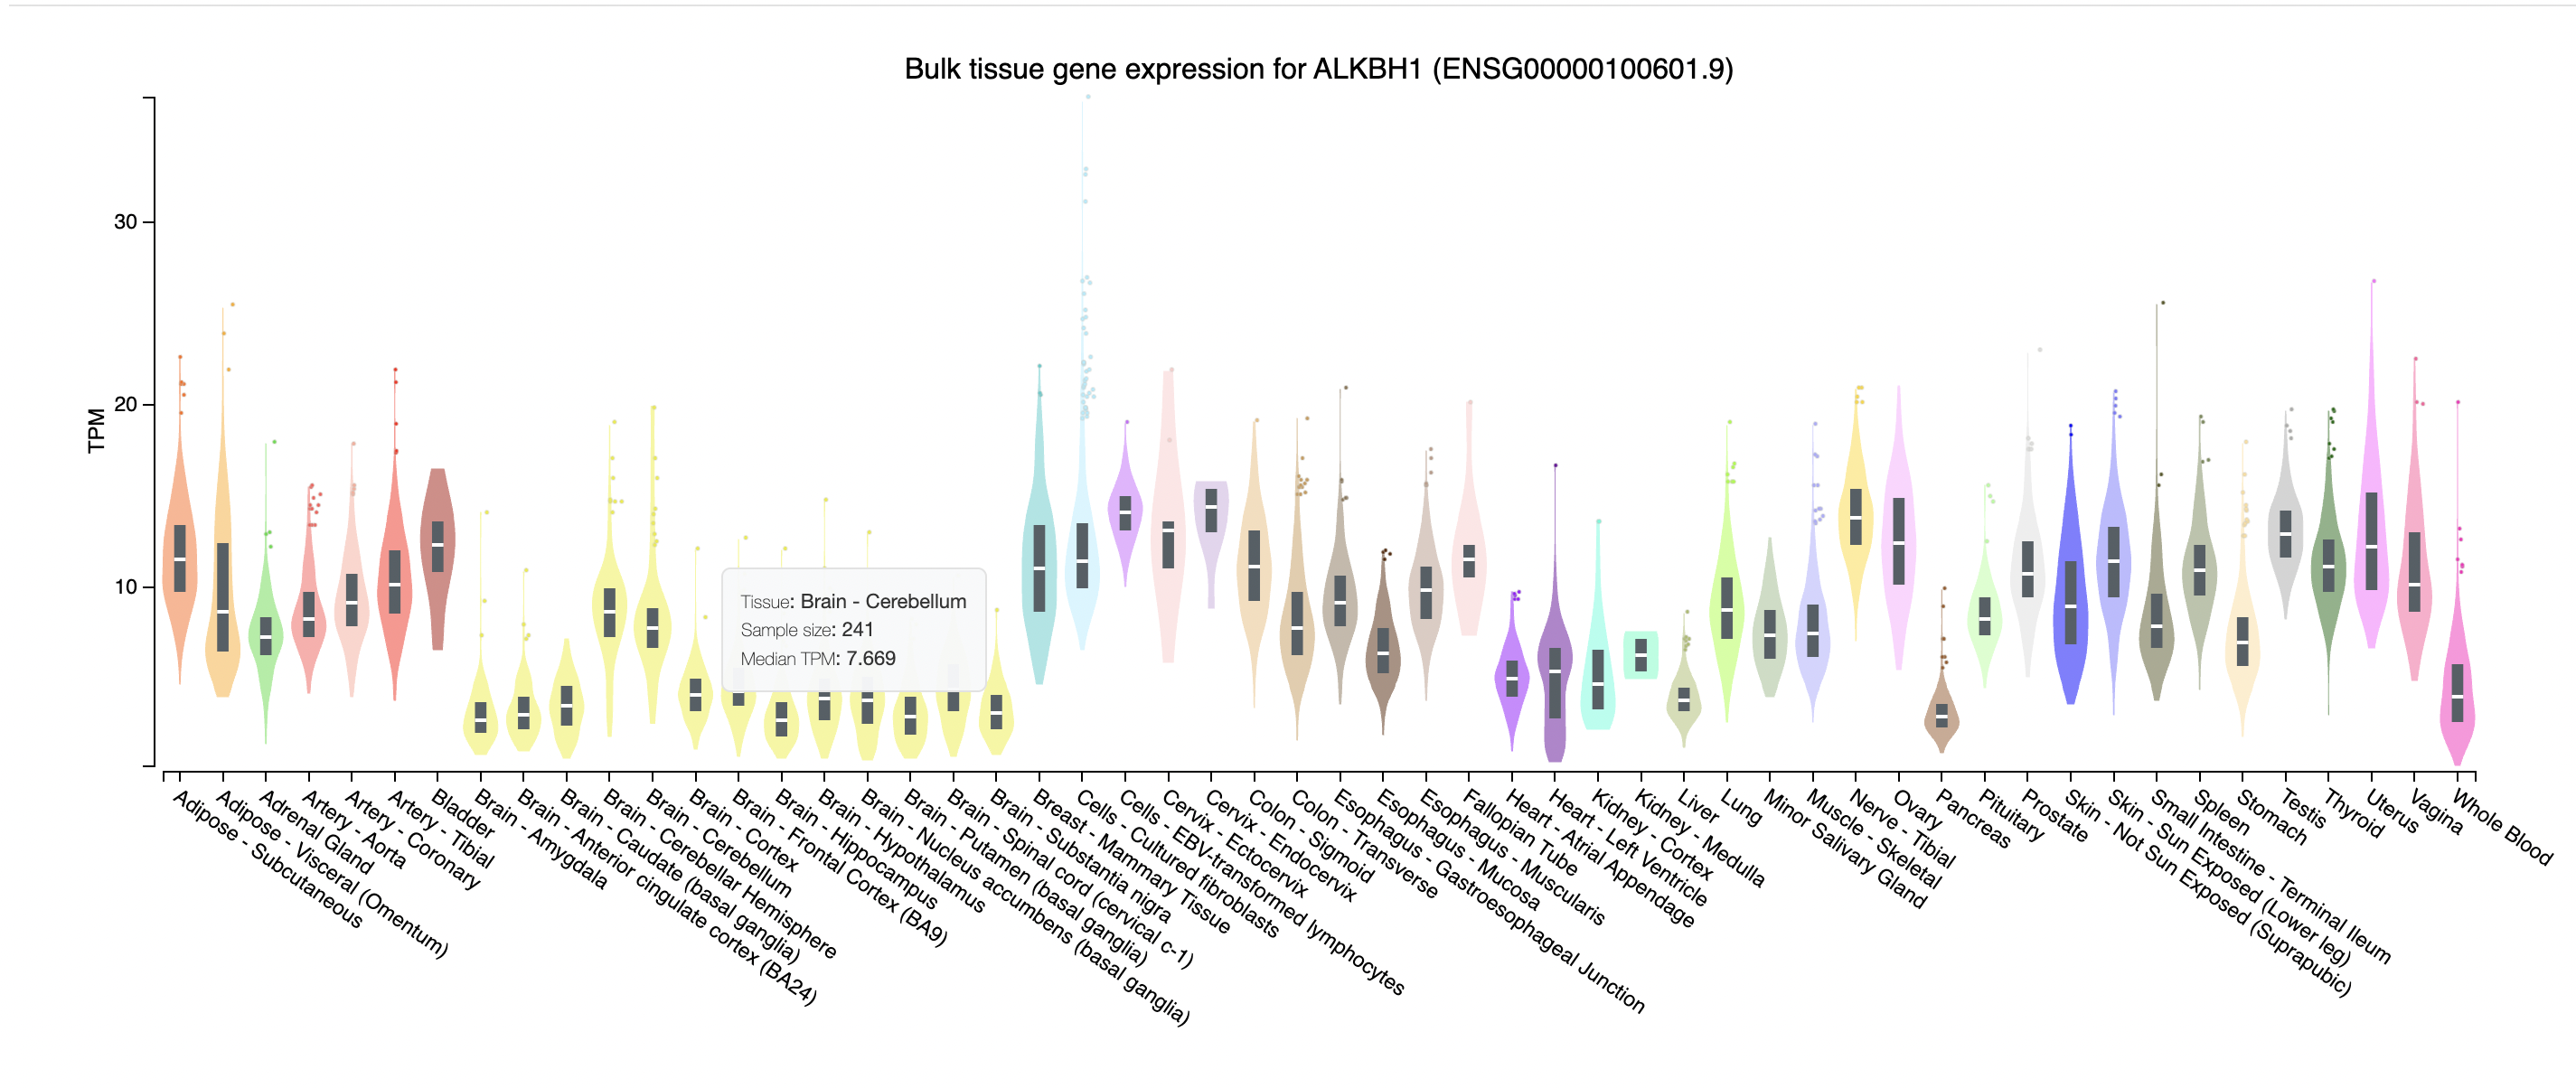 Bulk tissue gene expression for ALKBH1 (ENSG00000100601.9)
30
20
10
TPM
Tissue: Brain - Cerebellum
Sample size: 241
Median TPM: 7.669
Adipose - Subcutaneous
Adipose - Visceral (Omentum)
Adrenal Gland
Artery - Aorta
Artery - Coronary
Artery - Tibial
Bladder
Brain - Amygdala
Brain - Anterior cingulate cortex (BA24)
Brain - Caudate (basal ganglia)
Brain - Cerebellar Hemisphere
Brain - Cerebellum
Brain - Cortex
Brain - Frontal Cortex (BA9)
Brain - Hippocampus
Brain - Hypothalamus
Brain - Nucleus accumbens (basal ganglia)
Brain - Putamen (basal ganglia)
Brain - Spinal cord (cervical c-1)
Brain - Substantia nigra
Breast - Mammary Tissue
Cells - Cultured fibroblasts
Cells - EBV-transformed lymphocytes
Cervix - Ectocervix
Cervix - Endocervix
Colon - Sigmoid
Colon - Transverse
Esophagus - Gastroesophageal Junction
Esophagus - Mucosa
Esophagus - Muscularis
Fallopian Tube
Heart - Atrial Appendage
Heart - Left Ventricle
Kidney - Cortex
Kidney - Medulla
Liver
Lung
Minor Salivary Gland
Muscle - Skeletal
Nerve - Tibial
Ovary
Pancreas
Pituitary
Prostate
Skin - Not Sun Exposed (Suprapubic)
Skin - Sun Exposed (Lower leg)
Small Intestine - Terminal Ileum
Spleen
Stomach
Testis
Thyroid
Uterus
Vagina
Whole Blood